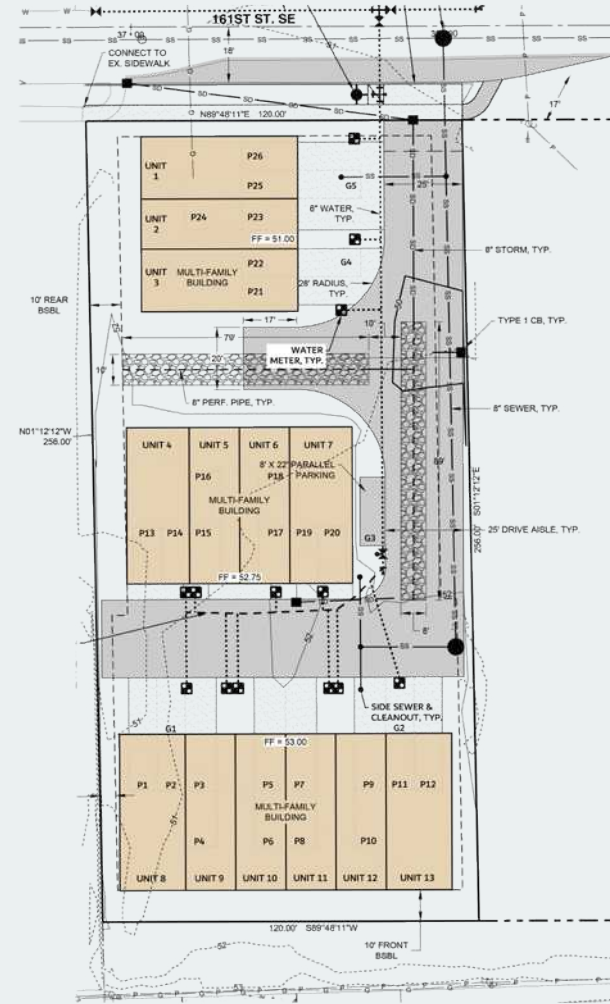 161ST ST. SE
37 + 00
CONNECT TO
EX. SIDEWALK
18'
17'
N89°48'11"E 120.00'
UNIT
1
P26
P25
UNIT
2
P24
P23
FF = 51.00
UNIT
3
MULTI-FAMILY
BUILDING
P22
P21
G5
25'
6" WATER,
TYP.
G4
28' RADIUS,
TYP.
8" STORM, TYP.
10' REAR
BSBL
17'
79'
10'
20'
10'
WATER
METER, TYP.
TYPE 1 CB, TYP.
8" PERF. PIPE, TYP.
8" SEWER, TYP.
N01°12'12"W
256.00'
UNIT 4
UNIT 5
UNIT 6
UNIT 7
8' X 22' PARALLEL
PARKING
P16
P18
MULTI-FAMILY
BUILDING
P13
P14
P15
P17
P19
P20
G3
S01°12'12"E
256.00'
25' DRIVE AISLE, TYP.
FF = 52.75
52
52
8'
SIDE SEWER &
CLEANOUT, TYP.
51
G1
G2
FF = 53.00
P1
P2
P3
P5
P7
P9
P11
P12
MULTI-FAMILY
BUILDING
51
P4
P6
P8
P10
UNIT 8
UNIT 9
UNIT 10
UNIT 11
UNIT 12
UNIT 13
120.00' S89°48'11"W
10' FRONT
BSBL
52
53